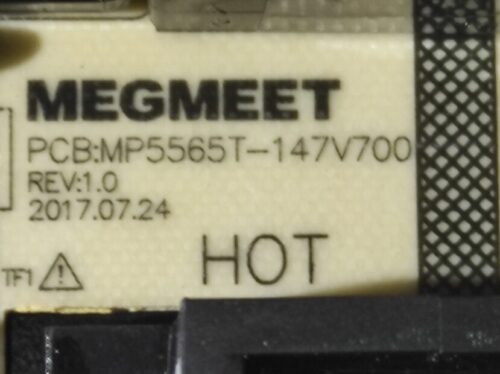 MEGMEET
PCB:MP5565T-147V700
REV:1.0
2017.07.24
HOT
TF1